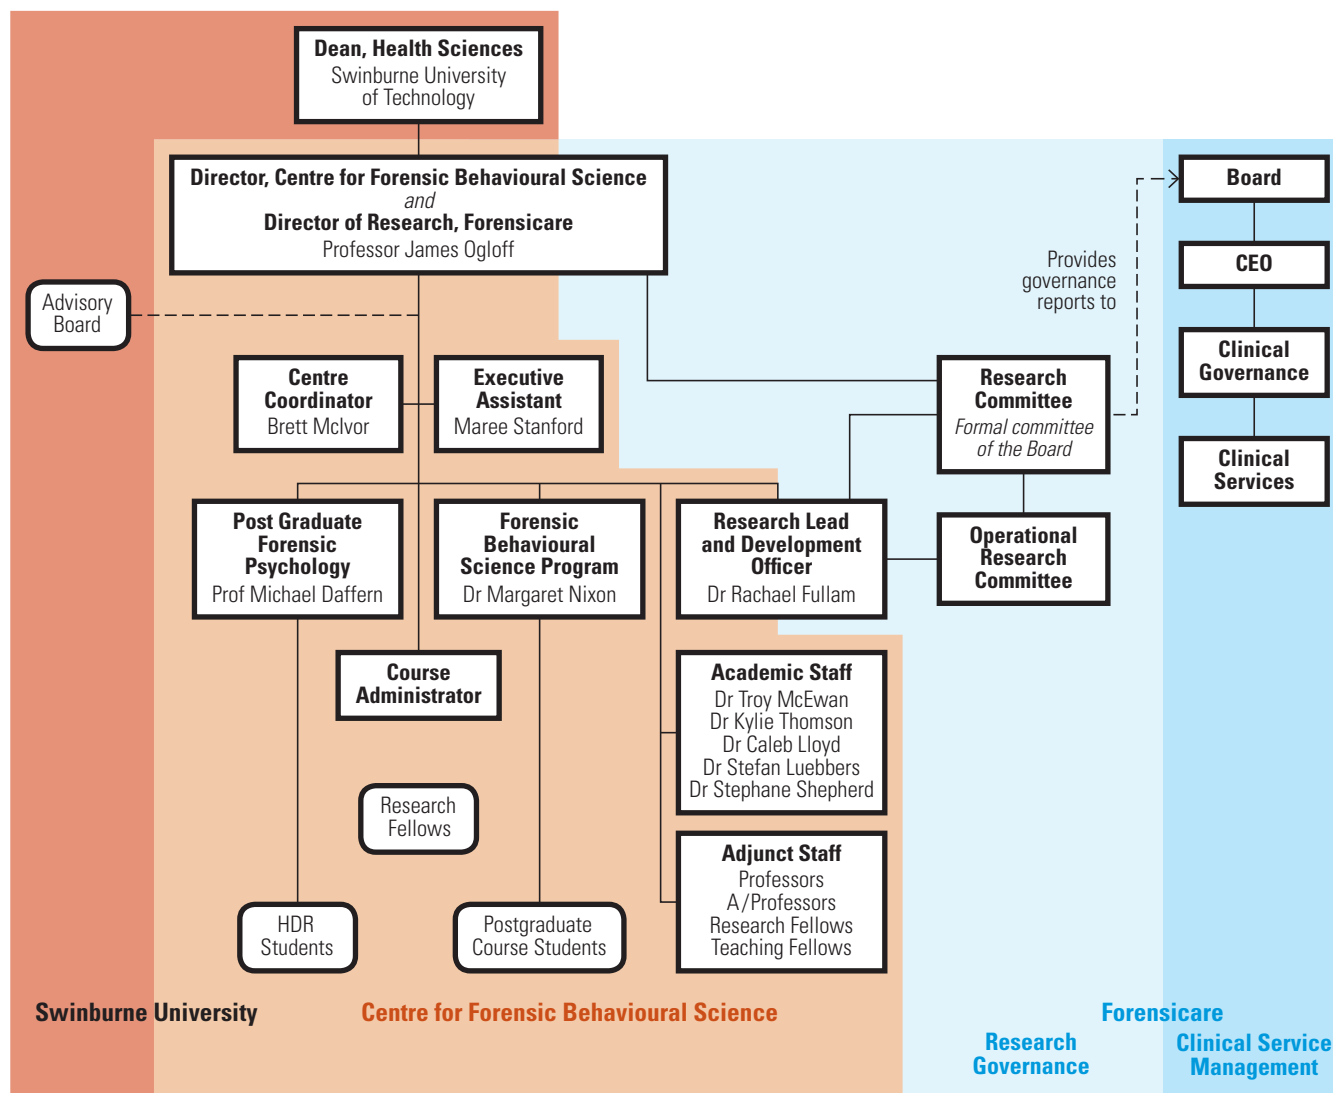 Dean, Health Sciences
Swinburne University
of Technology
Director, Centre for Forensic Behavioural Science
and
Director of Research, Forensicare
Professor James Ogloff
Board
CEO
Clinical
Governance
Clinical
Services
Provides
governance
reports to
Advisory
Board
Centre
Coordinator
Brett McIvor
Executive
Assistant
Maree Stanford
Research
Committee
Formal committee
of the Board
Post Graduate
Forensic
Psychology
Prof Michael Daffern
Forensic
Behavioural
Science Program
Dr Margaret Nixon
Research Lead
and Development
Officer
Dr Rachael Fullam
Operational
Research
Committee
Course
Administrator
Academic Staff
Dr Troy McEwan
Dr Kylie Thomson
Dr Caleb Lloyd
Dr Stefan Luebbers
Dr Stephane Shepherd
Research
Fellows
Adjunct Staff
Professors
A/Professors
Research Fellows
Teaching Fellows
HDR
Students
Postgraduate
Course Students
Swinburne University
Centre for Forensic Behavioural Science
Forensicare
Research
Governance
Clinical Service
Management